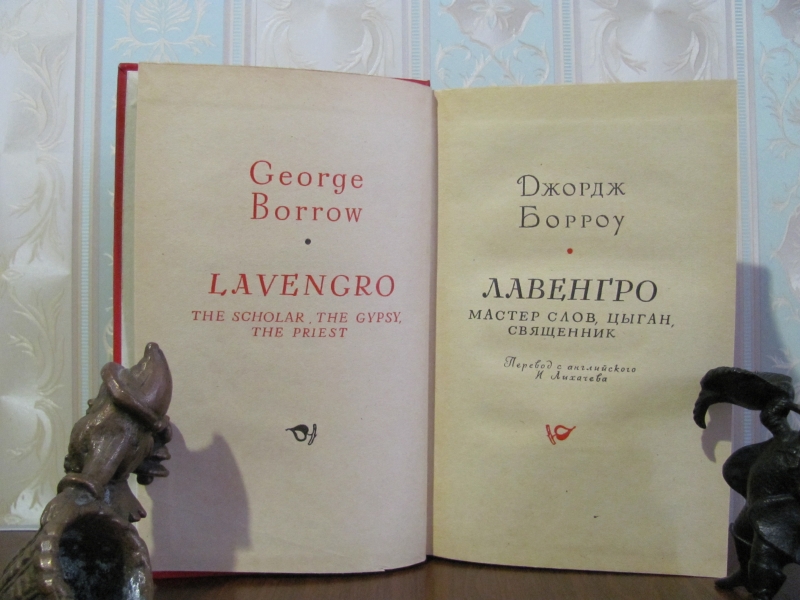 George
Borrow
LAVENGRO
THE SCHOLAR, THE GYPSY,
THE PRIEST
Джордж
Борроу
ЛАВЕНГРО
МАСТЕР СЛОВ, ЦЫГАН,
СВЯЩЕННИК
Перевод с английского
И Лихачева